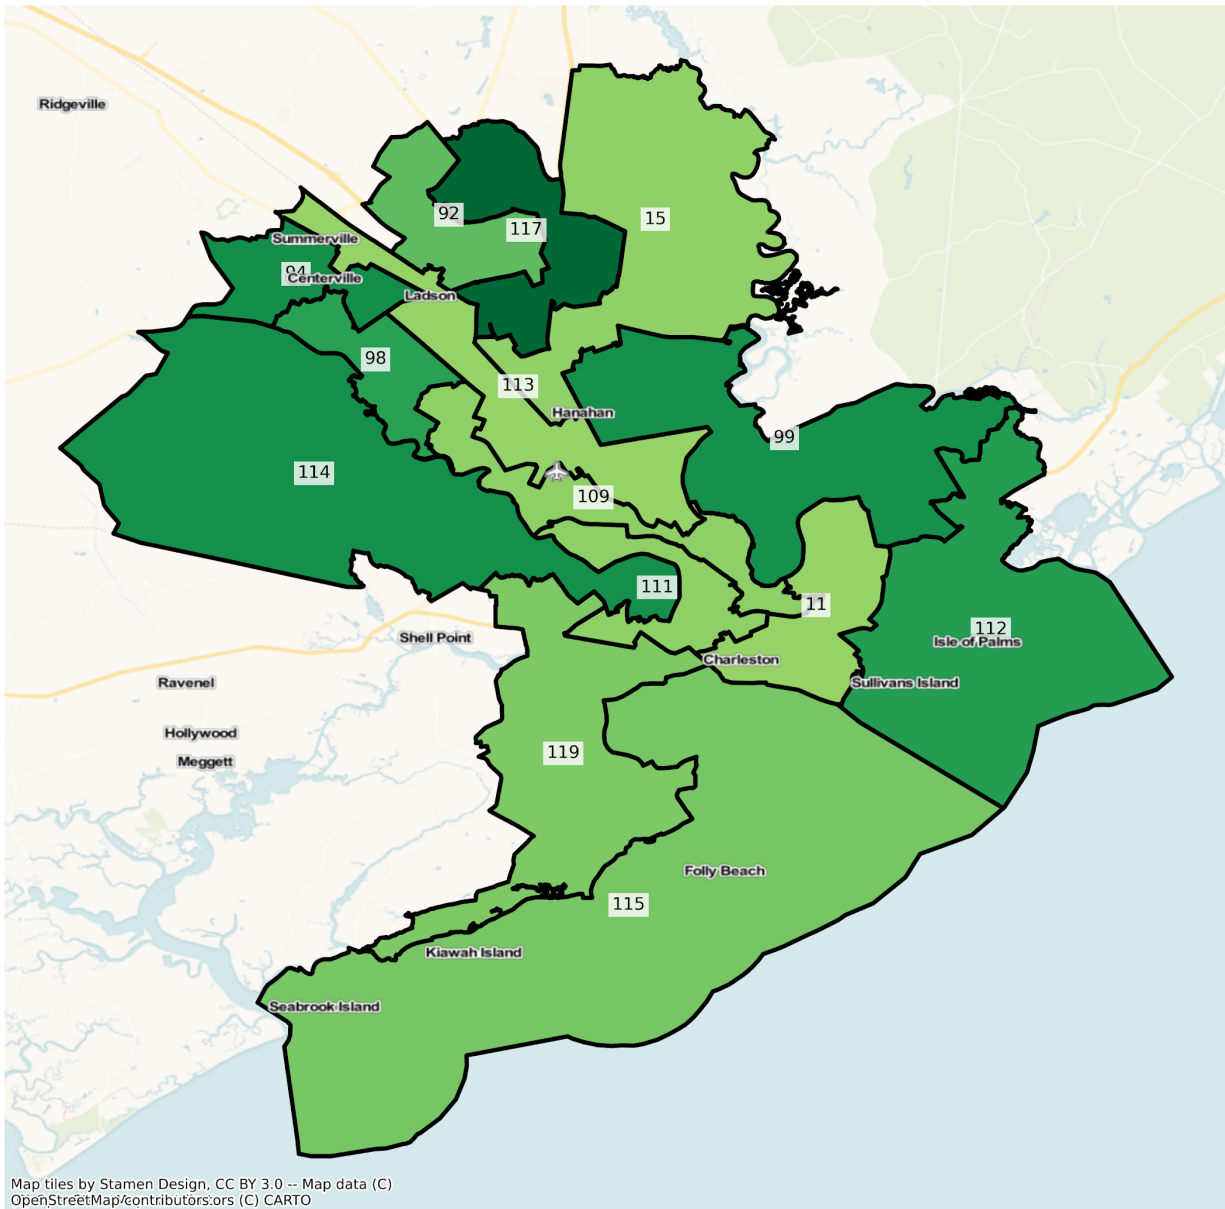 Ridgeville
92
117
15
Summerville
94
Centerville
Ladson
98
113
Hanahan
99
114
109
111
11
112
Isle of Palms
Shell Point
Charleston
Sullivans Island
Ravenel
Hollywood
119
Meggett
Folly Beach
115
Kiawah Island
Seabrook Island
Map tiles by Stamen Design, CC BY 3.0 -- Map data (C)
OpenStreetMap contributors
(C) CARTO